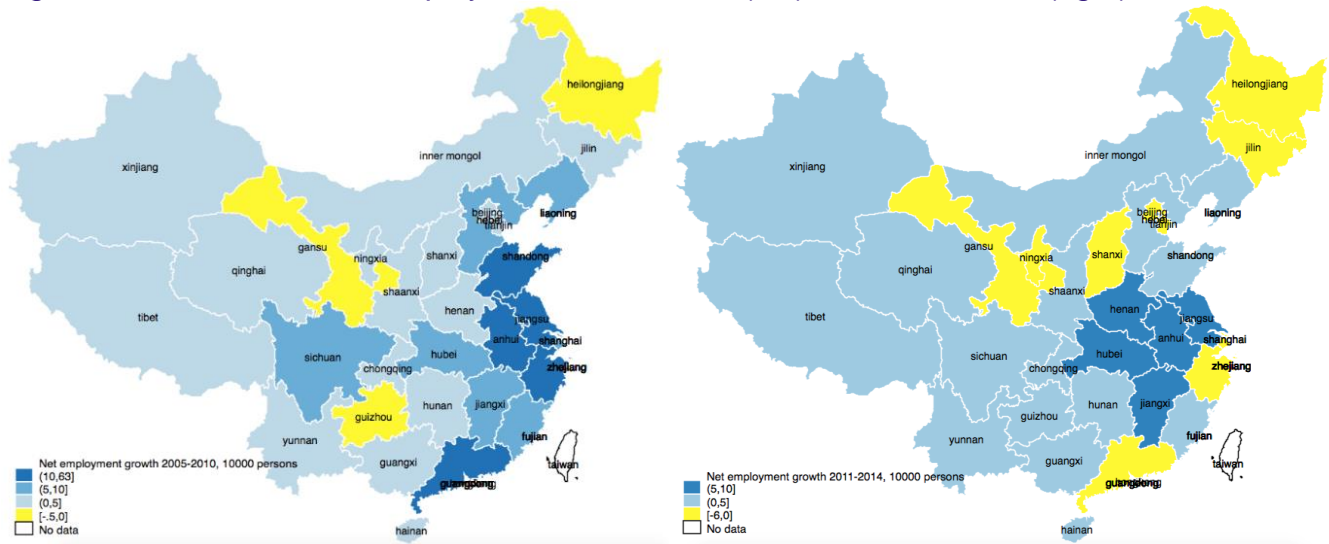 heilongjiang
jilin
xinjiang
inner mongol
beijing
liaoning
hebei
tianjin
gansu
ningxia
shanxi
shandong
qinghai
shaanxi
henan
tibet
jiangsu
anhui
shanghai
sichuan
hubei
chongqing
zhejiang
hunan
jiangxi
guizhou
fujian
yunnan
guangxi
taiwan
hainan
Net employment growth 2005-2010, 10000 persons
(10,63]
(5,10]
(0,5]
[-.5,0]
No data
heilongjiang
jilin
xinjiang
inner mongol
beijing
liaoning
hebei
tianjin
gansu
ningxia
shanxi
shandong
qinghai
shaanxi
henan
tibet
jiangsu
anhui
shanghai
sichuan
hubei
chongqing
zhejiang
hunan
jiangxi
guizhou
fujian
yunnan
guangxi
taiwan
hainan
Net employment growth 2011-2014, 10000 persons
(5,10]
(0,5]
[-6,0]
No data